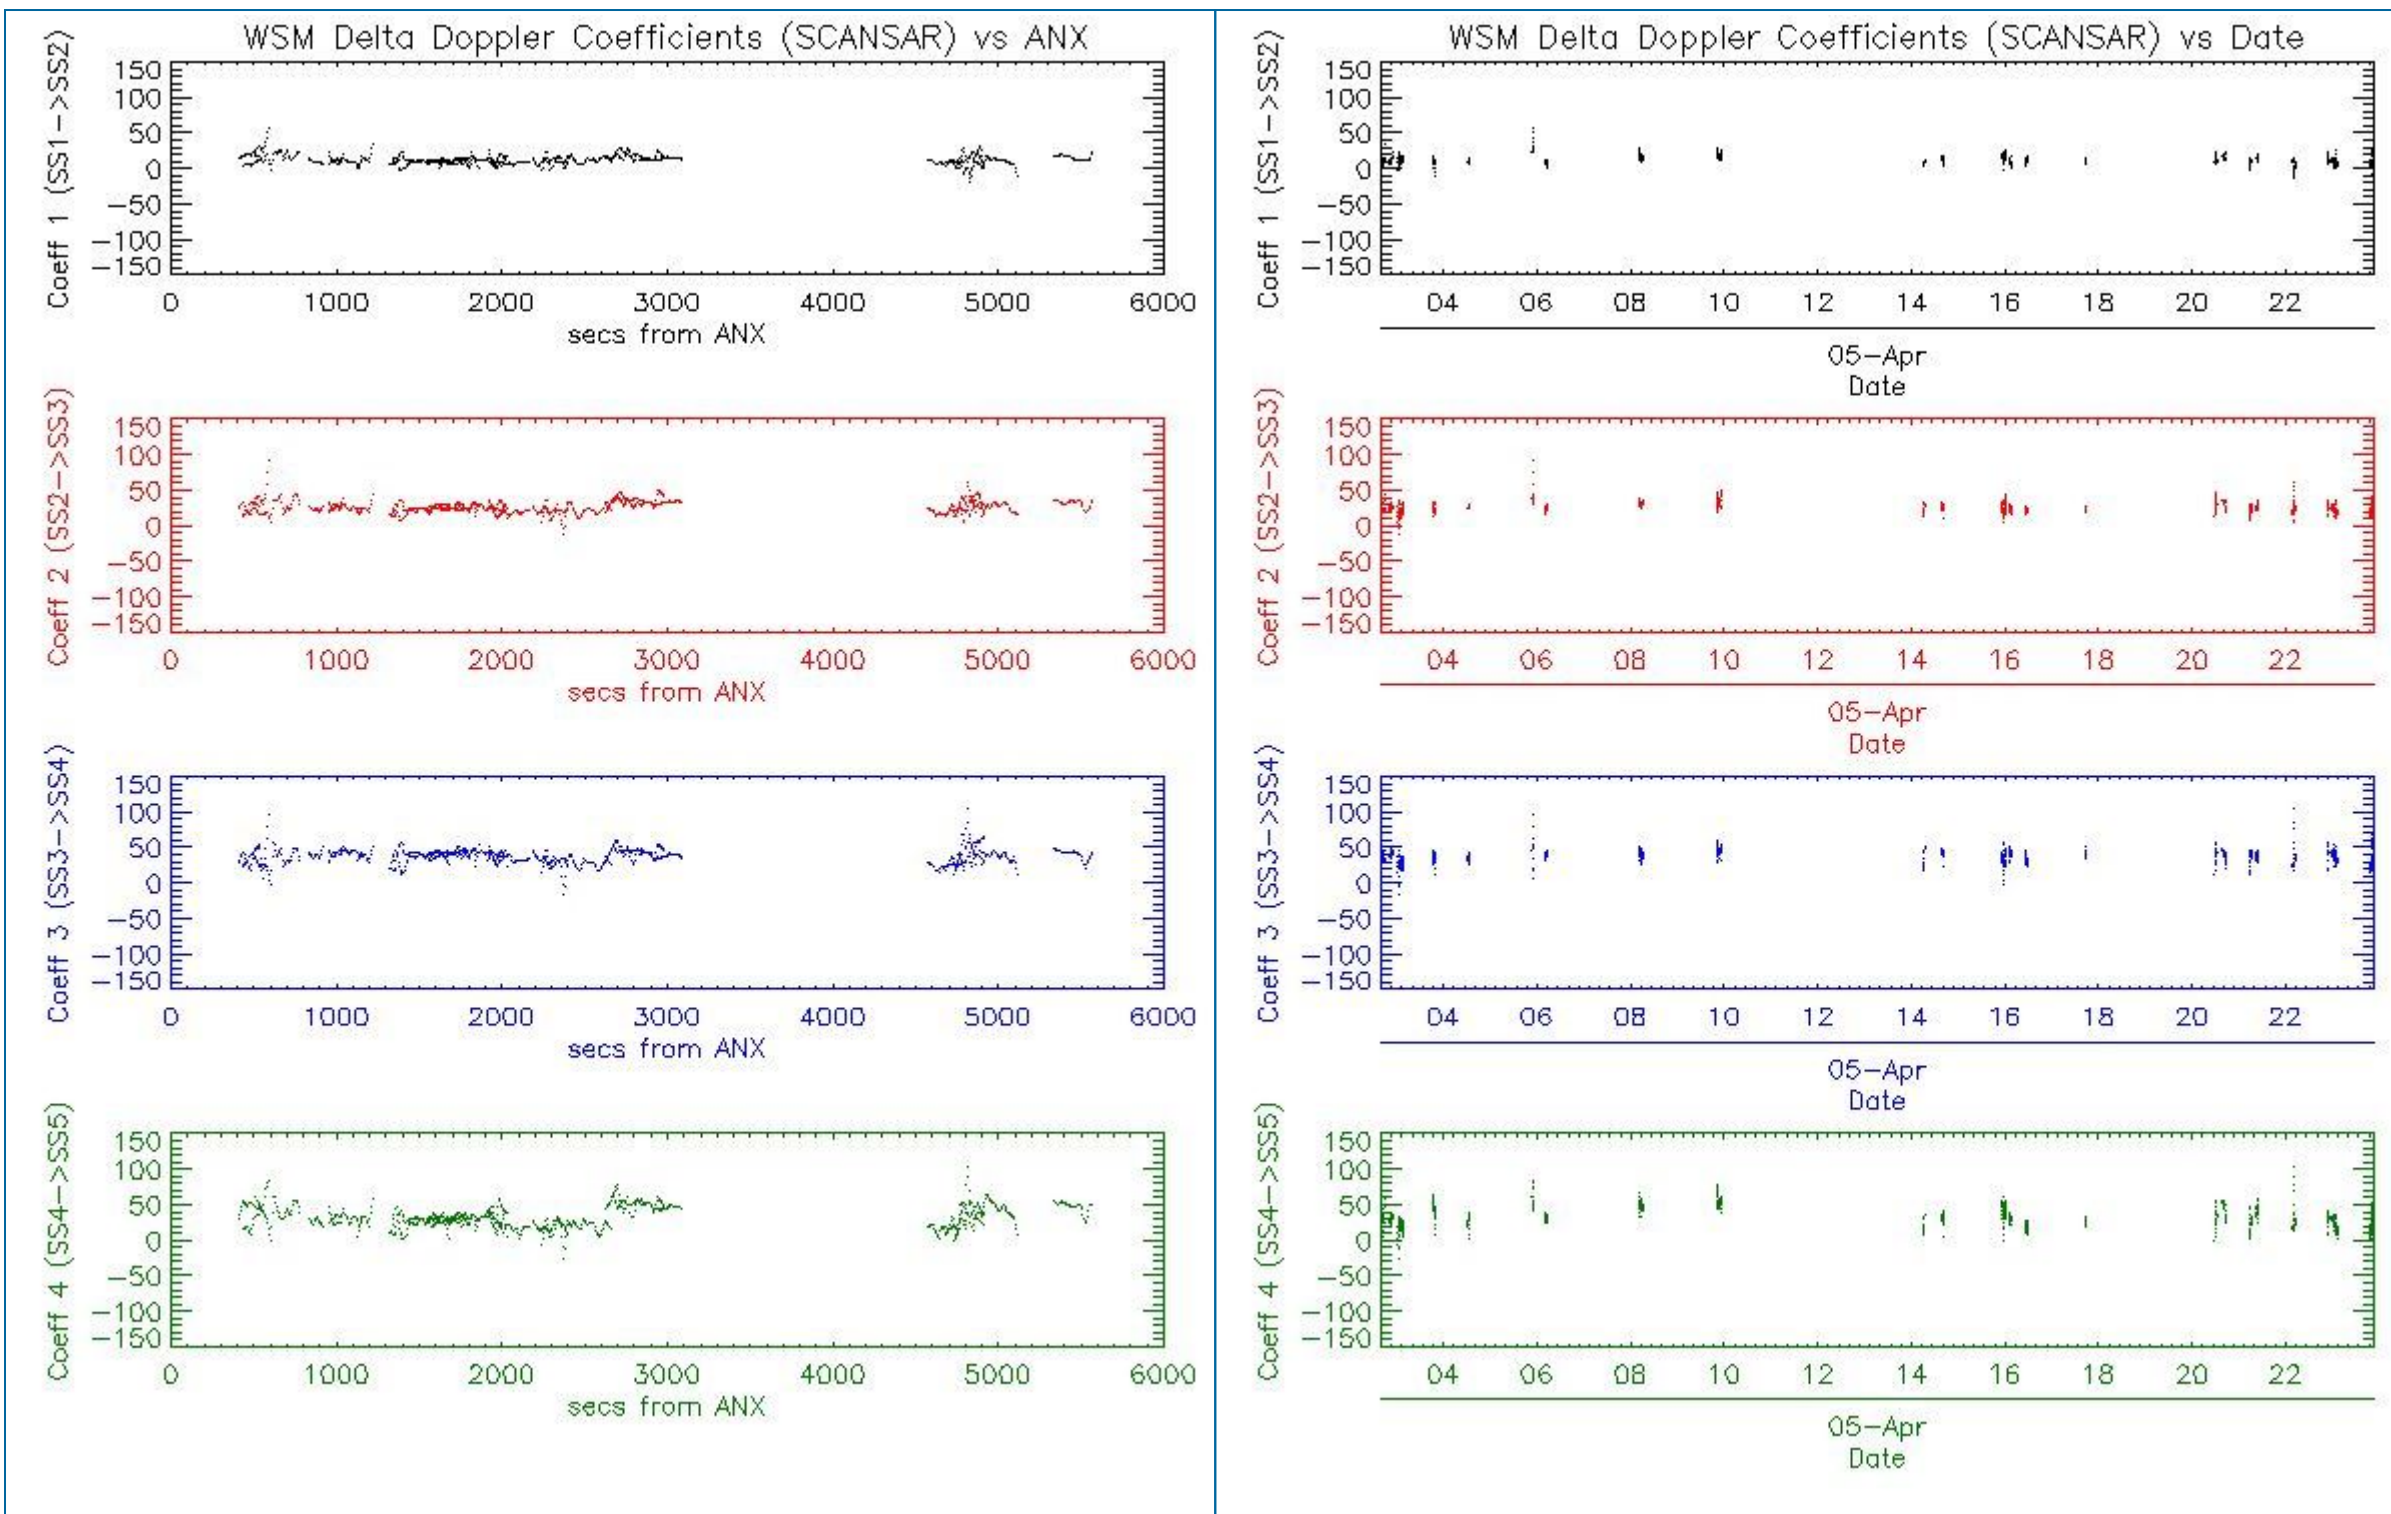 WSM Delta Doppler Coefficients (SCANSAR) vs ANX
Coeff 1 (SS1->SS2)
150
100
50
0
-50
-100
-150
0 1000 2000 3000 4000 5000 6000
secs from ANX
Coeff 2 (SS2->SS3)
150
100
50
0
-50
-100
-150
0 1000 2000 3000 4000 5000 6000
secs from ANX
Coeff 3 (SS3->SS4)
150
100
50
0
-50
-100
-150
0 1000 2000 3000 4000 5000 6000
secs from ANX
Coeff 4 (SS4->SS5)
150
100
50
0
-50
-100
-150
0 1000 2000 3000 4000 5000 6000
secs from ANX
WSM Delta Doppler Coefficients (SCANSAR) vs Date
Coeff 1 (SS1->SS2)
150
100
50
0
-50
-100
-150
04 06 08 10 12 14 16 18 20 22
05-Apr
Date
Coeff 2 (SS2->SS3)
150
100
50
0
-50
-100
-150
04 06 08 10 12 14 16 18 20 22
05-Apr
Date
Coeff 3 (SS3->SS4)
150
100
50
0
-50
-100
-150
04 06 08 10 12 14 16 18 20 22
05-Apr
Date
Coeff 4 (SS4->SS5)
150
100
50
0
-50
-100
-150
04 06 08 10 12 14 16 18 20 22
05-Apr
Date